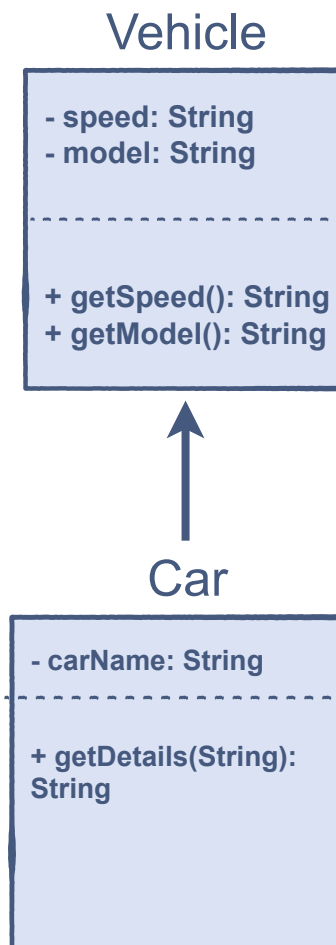 Vehicle
- speed: String
- model: String
+ getSpeed(): String
+ getModel(): String
Car
- carName: String
+ getDetails(String):
String